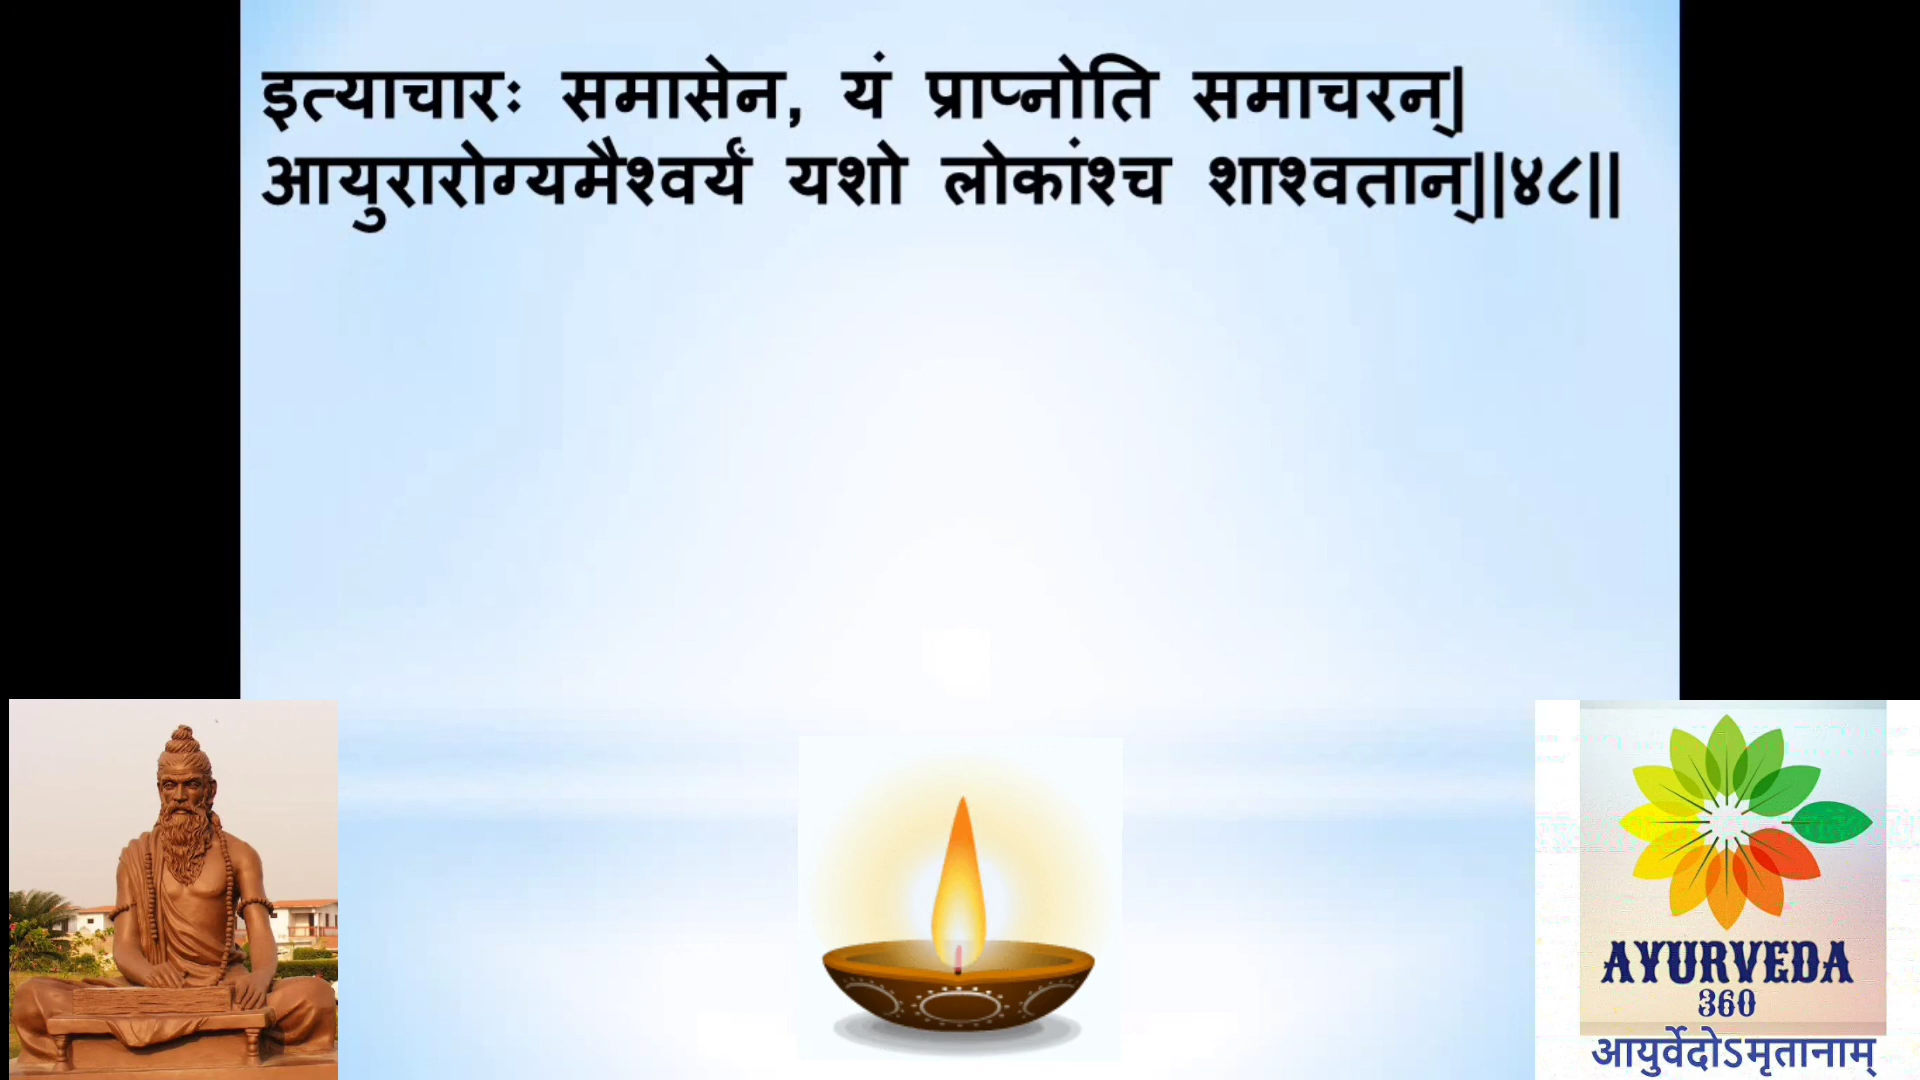 इत्याचारः समासेन, यं प्राप्नोति समाचरन्|
आयुरारोग्यमैश्वर्यं यशो लोकांश्च शाश्वतान्||४८||
AYURVEDA
360
आयुर्वेदोऽमृतानाम्